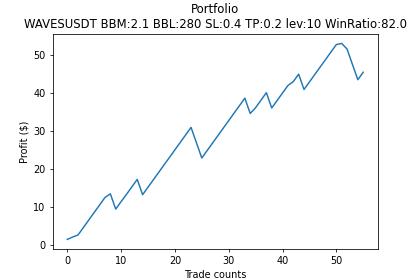 Portfolio
WAVESUSDT BBM:2.1 BBL:280 SL:0.4 TP:0.2 lev:10 WinRatio:82.0
50
40
30
20
10
0
Profit ($)
0 10 20 30 40 50
Trade counts